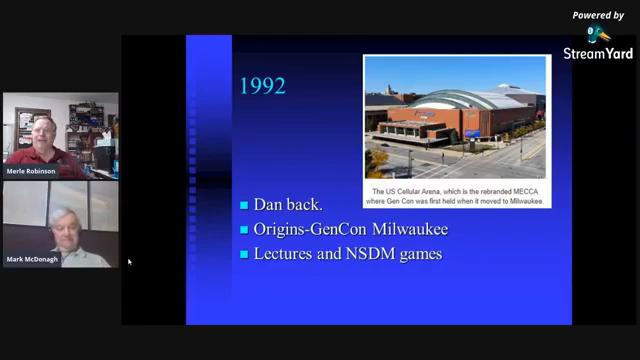 Powered by
StreamYard
1992
The US Cellular Arena, which is the rebranded MECCA
where Gen Con was first held when it moved to Milwaukee.
Dan back.
Origins-GenCon Milwaukee
Lectures and NSDM games
Merle Robinson
Mark McDonagh